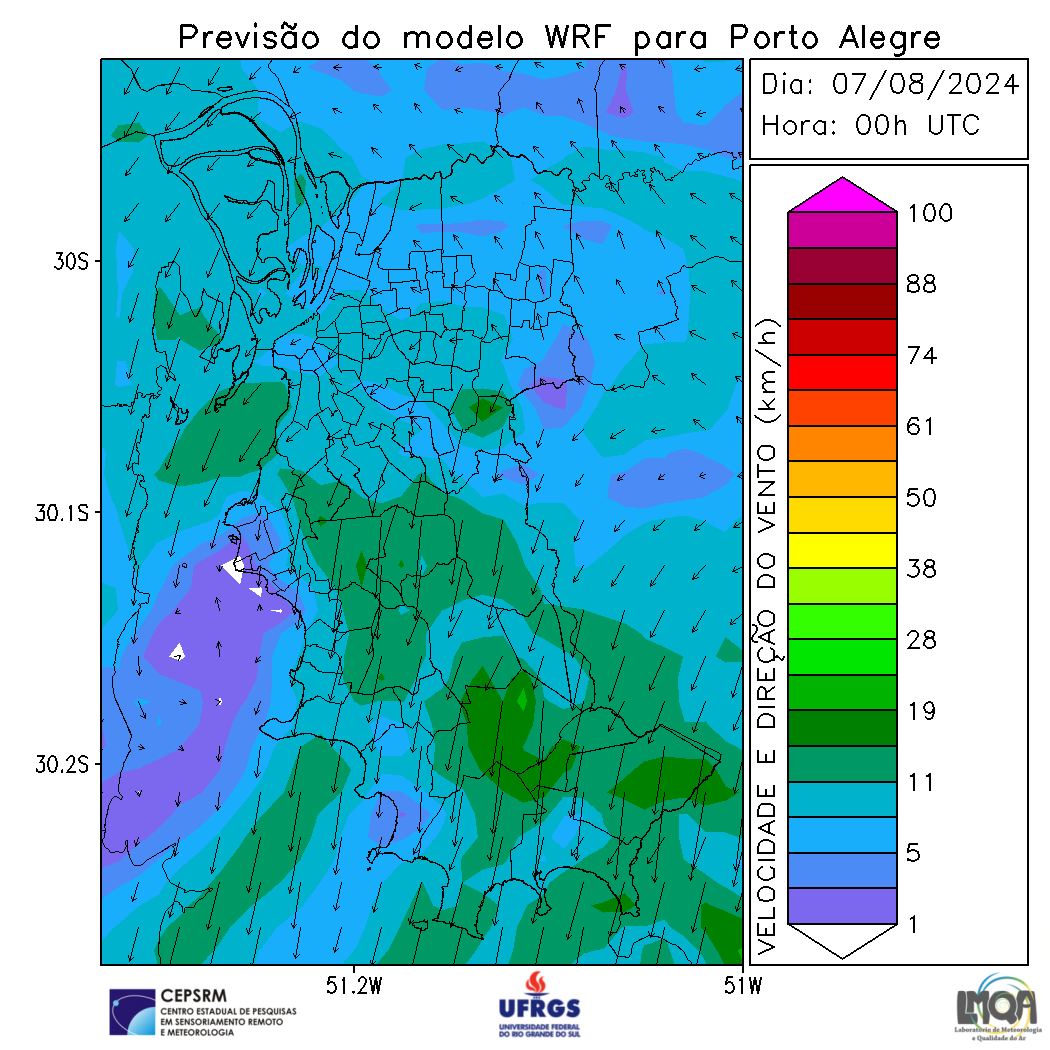 Previsão do modelo WRF para Porto Alegre
Dia: 07/08/2024
Hora: 00h UTC
30S
30.1S
30.2S
51.2W
51W
VELOCIDADE E DIREÇÃO DO VENTO (km/h)
100
88
74
61
50
38
28
19
11
5
1
CEPSRM
CENTRO ESTADUAL DE PESQUISAS
EM SENSORIAMENTO REMOTO
E METEOROLOGIA
UFRGS
UNIVERSIDADE FEDERAL
DO RIO GRANDE DO SUL
LMQA
Laboratório de Meteorologia
e Qualidade do Ar